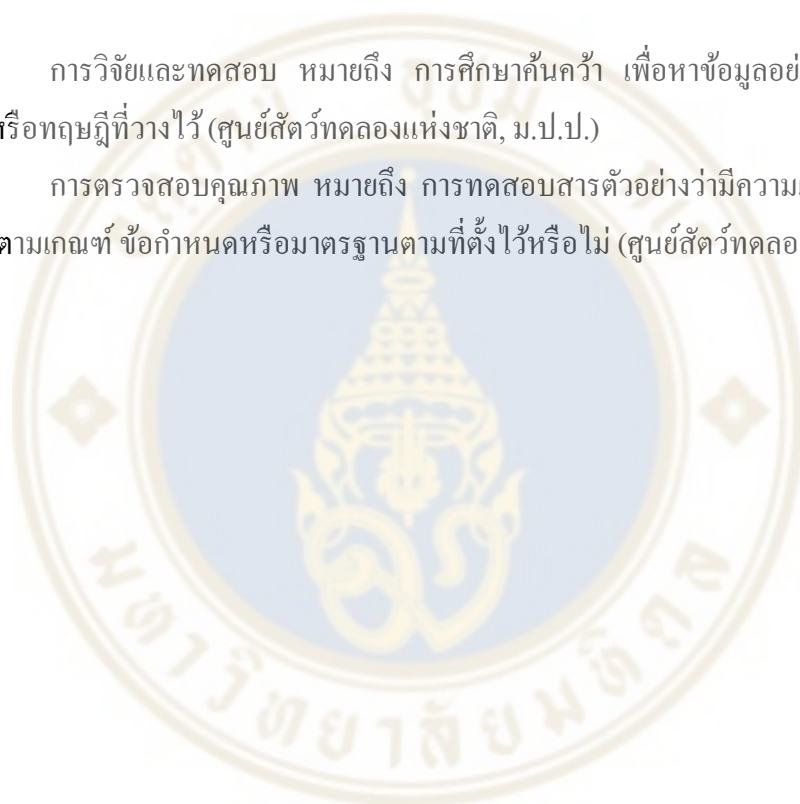 การวิจัยและทดสอบ หมายถึง การศึกษาค้นคว้า เพื่อหาข้อมูล
หรือทฤษฎีที่วางไว้ (ศูนย์สัตว์ทดลองแห่งชาติ, ม.ป.ป.)
การตรวจสอบคุณภาพ หมายถึง การทดสอบสารตัวอย่างว่ามี
ตามเกณฑ์ ข้อกำหนดหรือมาตรฐานตามที่ตั้งไว้หรือไม่ (ศูนย์สัตว์
มหาวิทยาลัยมหิดล